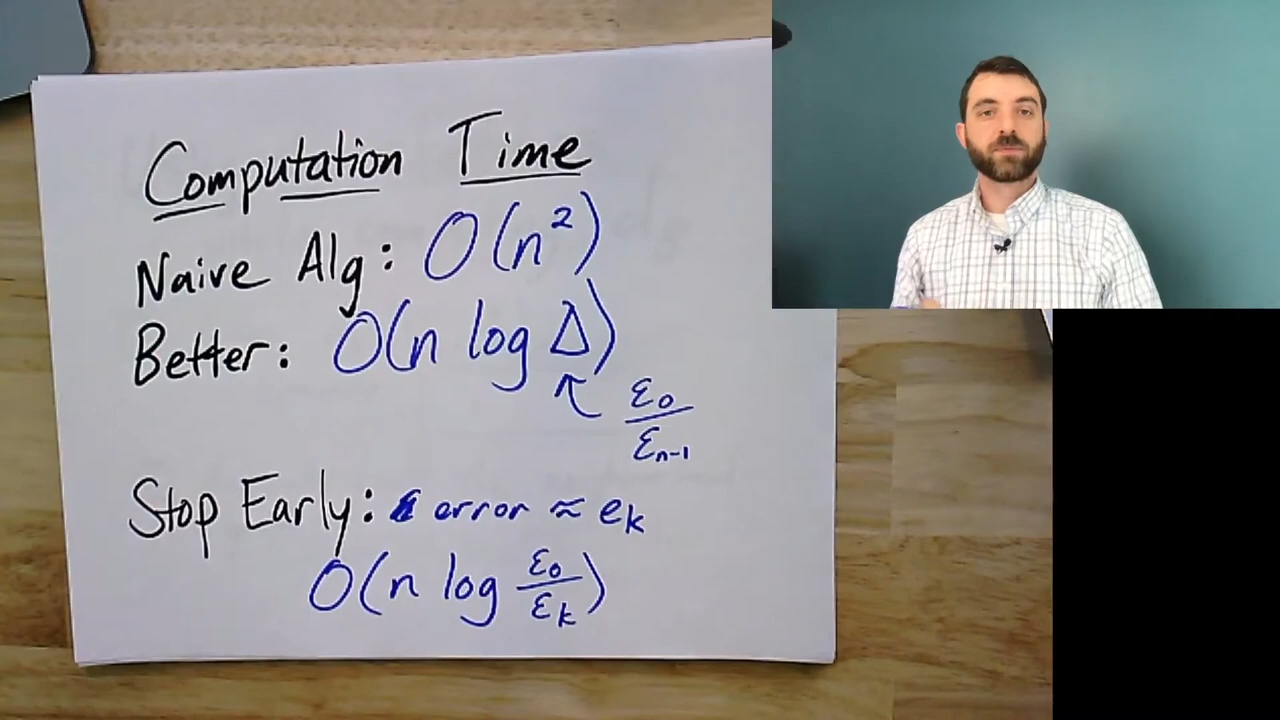 Computation Time
Naive Alg: O(n²)
Better: O(n log Δ)
ε₀
εₙ₋₁
Stop Early: error ≈ eₖ
O(n log ε₀/εₖ)